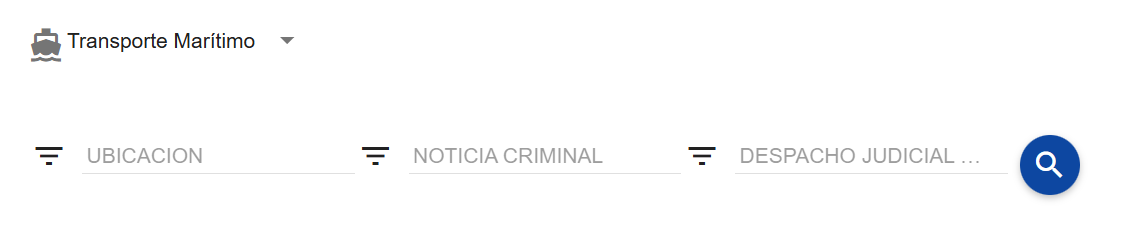 Transporte Marítimo
UBICACION NOTICIA CRIMINAL DESPACHO JUDICIAL ...